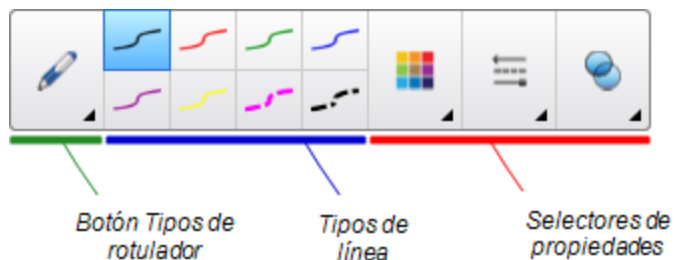 Botón Tipos de
rotulador
Tipos de
línea
Selectores de
propiedades